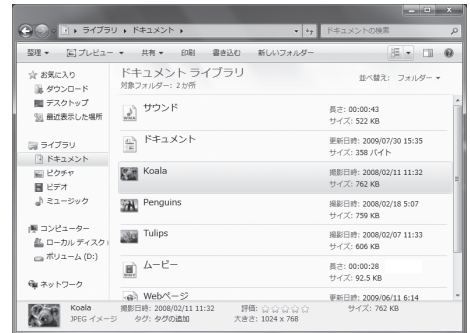 ライブラリ ▸ ドキュメント ▸
ドキュメントの検索
整理 プレビュー 共有 印刷 書き込む 新しいフォルダー
お気に入り
ダウンロード
デスクトップ
最近表示した場所
ライブラリ
ドキュメント
ピクチャ
ビデオ
ミュージック
コンピューター
ローカル ディスク (
ボリューム (D:)
ネットワーク
ドキュメント ライブラリ
対象フォルダー: 2 か所
並べ替え: フォルダー
サウンド
長さ: 00:00:43
サイズ: 522 KB
ドキュメント
更新日時: 2009/07/30 15:35
サイズ: 358 バイト
Koala
撮影日時: 2008/02/11 11:32
サイズ: 762 KB
Penguins
撮影日時: 2008/02/18 5:07
サイズ: 759 KB
Tulips
撮影日時: 2008/02/07 11:33
サイズ: 606 KB
ムービー
長さ: 00:00:28
サイズ: 92.5 KB
Webページ
更新日時: 2009/06/11 6:14
Koala 撮影日時: 2008/02/11 11:32 評価: ☆☆☆☆☆ サイズ: 762 KB
JPEG イメージ タグ: タグの追加 大きさ: 1024 x 768